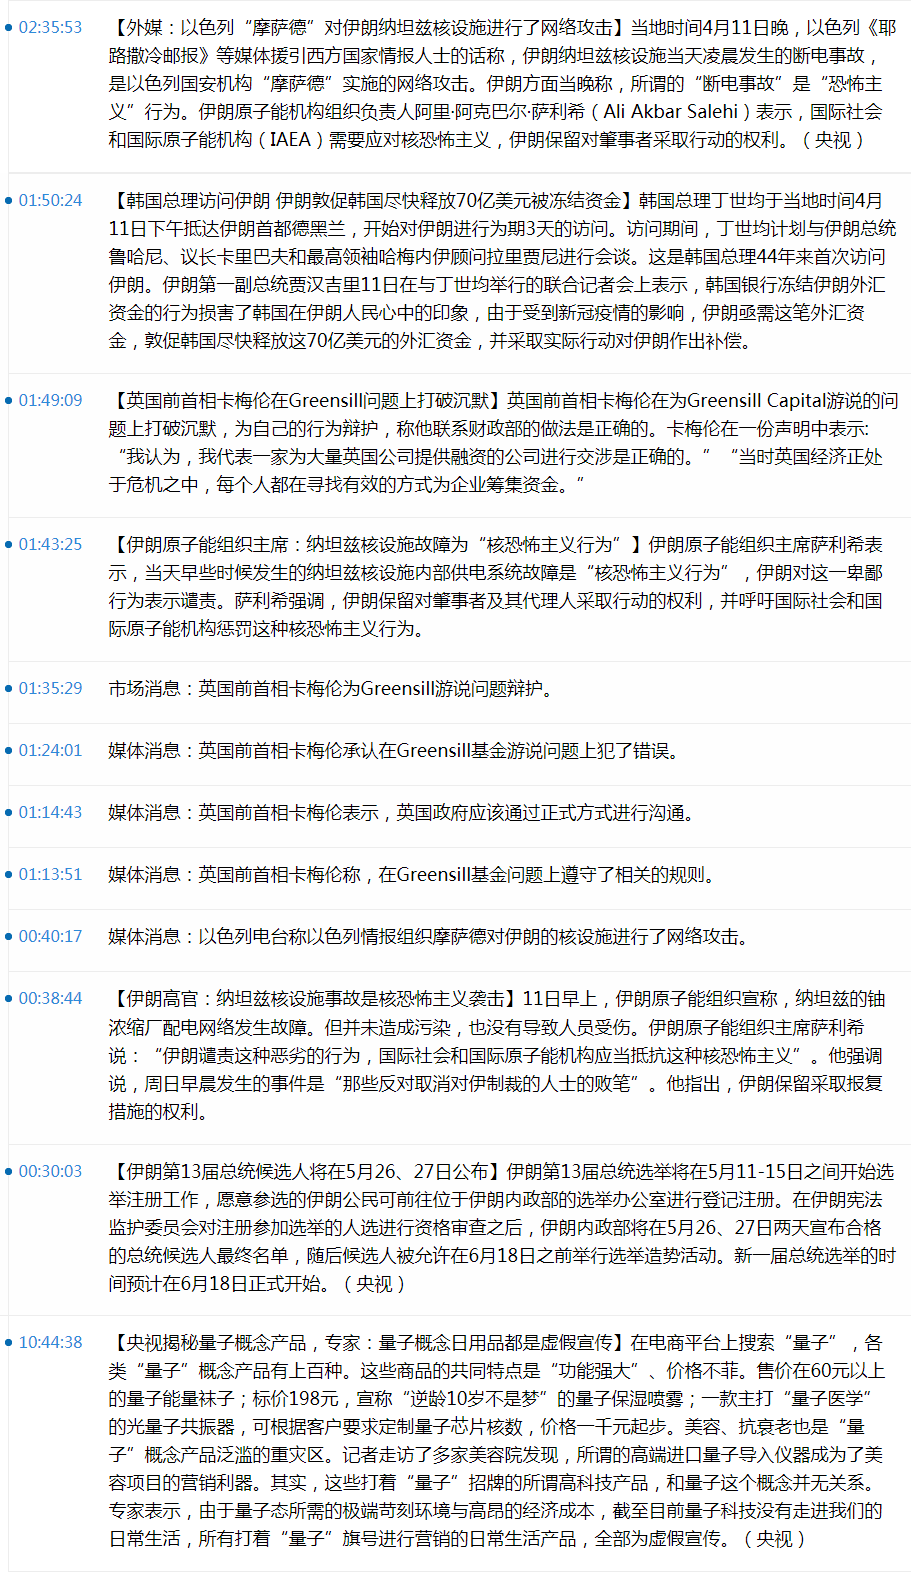 02:35:53
【外媒：以色列“摩萨德”对伊朗纳坦兹核设施进行了网络攻击】当地时间4月11日晚，以色列《耶
路撒冷邮报》等媒体援引西方国家情报人士的话称，伊朗纳坦兹核设施当天凌晨发生的断电事故，
是以色列国安机构“摩萨德”实施的网络攻击。伊朗方面当晚称，所谓的“断电事故”是“恐怖主
义”行为。伊朗原子能机构组织负责人阿里·阿克巴尔·萨利希（Ali Akbar Salehi）表示，国际社会
和国际原子能机构（IAEA）需要应对核恐怖主义，伊朗保留对肇事者采取行动的权利。（央视）
01:50:24
【韩国总理访问伊朗 伊朗敦促韩国尽快释放70亿美元被冻结资金】韩国总理丁世均于当地时间4月
11日下午抵达伊朗首都德黑兰，开始对伊朗进行为期3天的访问。访问期间，丁世均计划与伊朗总统
鲁哈尼、议长卡里巴夫和最高领袖哈梅内伊顾问拉里贾尼进行会谈。这是韩国总理44年来首次访问
伊朗。伊朗第一副总统贾汉吉里11日在与丁世均举行的联合记者会上表示，韩国银行冻结伊朗外汇
资金的行为损害了韩国在伊朗人民心中的印象，由于受到新冠疫情的影响，伊朗亟需这笔外汇资
金，敦促韩国尽快释放这70亿美元的外汇资金，并采取实际行动对伊朗作出补偿。
01:49:09
【英国前首相卡梅伦在Greensill问题上打破沉默】英国前首相卡梅伦在为Greensill Capital游说的问
题上打破沉默，为自己的行为辩护，称他联系财政部的做法是正确的。卡梅伦在一份声明中表示:
“我认为，我代表一家为大量英国公司提供融资的公司进行交涉是正确的。”“当时英国经济正处
于危机之中，每个人都在寻找有效的方式为企业筹集资金。”
01:43:25
【伊朗原子能组织主席：纳坦兹核设施故障为“核恐怖主义行为”】伊朗原子能组织主席萨利希表
示，当天早些时候发生的纳坦兹核设施内部供电系统故障是“核恐怖主义行为”，伊朗对这一卑鄙
行为表示谴责。萨利希强调，伊朗保留对肇事者及其代理人采取行动的权利，并呼吁国际社会和国
际原子能机构惩罚这种核恐怖主义行为。
01:35:29
市场消息：英国前首相卡梅伦为Greensill游说问题辩护。
01:24:01
媒体消息：英国前首相卡梅伦承认在Greensill基金游说问题上犯了错误。
01:14:43
媒体消息：英国前首相卡梅伦表示，英国政府应该通过正式方式进行沟通。
01:13:51
媒体消息：英国前首相卡梅伦称，在Greensill基金问题上遵守了相关的规则。
00:40:17
媒体消息：以色列电台称以色列情报组织摩萨德对伊朗的核设施进行了网络攻击。
00:38:44
【伊朗高官：纳坦兹核设施事故是核恐怖主义袭击】11日早上，伊朗原子能组织宣称，纳坦兹的铀
浓缩厂配电网络发生故障。但并未造成污染，也没有导致人员受伤。伊朗原子能组织主席萨利希
说：“伊朗谴责这种恶劣的行为，国际社会和国际原子能机构应当抵抗这种核恐怖主义”。他强调
说，周日早晨发生的事件是“那些反对取消对伊制裁的人士的败笔”。他指出，伊朗保留采取报复
措施的权利。
00:30:03
【伊朗第13届总统候选人将在5月26、27日公布】伊朗第13届总统选举将在5月11-15日之间开始选
举注册工作，愿意参选的伊朗公民可前往位于伊朗内政部的选举办公室进行登记注册。在伊朗宪法
监护委员会对注册参加选举的人选进行资格审查之后，伊朗内政部将在5月26、27日两天宣布合格
的总统候选人最终名单，随后候选人被允许在6月18日之前举行选举造势活动。新一届总统选举的时
间预计在6月18日正式开始。（央视）
10:44:38
【央视揭秘量子概念产品，专家：量子概念日用品都是虚假宣传】在电商平台上搜索“量子”，各
类“量子”概念产品有上百种。这些商品的共同特点是“功能强大”、价格不菲。售价在60元以上
的量子能量袜子；标价198元，宣称“逆龄10岁不是梦”的量子保湿喷雾；一款主打“量子医学”
的光量子共振器，可根据客户要求定制量子芯片核数，价格一千元起步。美容、抗衰老也是“量
子”概念产品泛滥的重灾区。记者走访了多家美容院发现，所谓的高端进口量子导入仪器成为了美
容项目的营销利器。其实，这些打着“量子”招牌的所谓高科技产品，和量子这个概念并无关系。
专家表示，由于量子态所需的极端苛刻环境与高昂的经济成本，截至目前量子科技没有走进我们的
日常生活，所有打着“量子”旗号进行营销的日常生活产品，全部为虚假宣传。（央视）